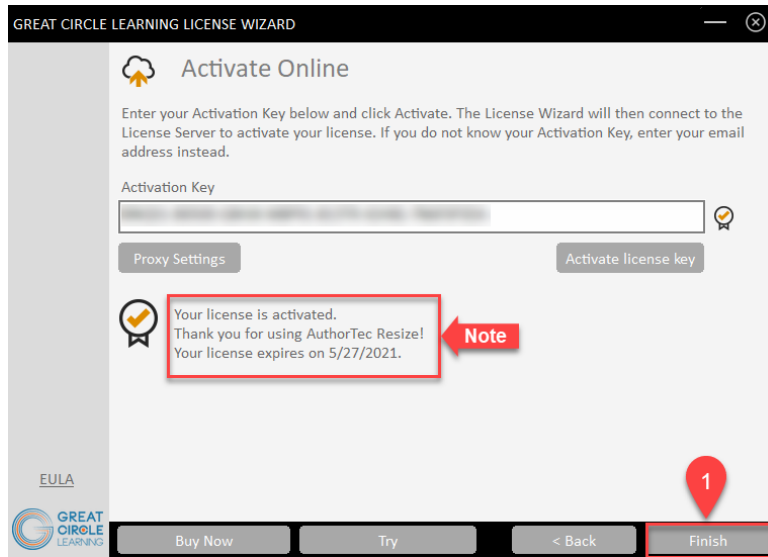 GREAT CIRCLE LEARNING LICENSE WIZARD
Activate Online
Enter your Activation Key below and click Activate. The License Wizard will then connect to the
License Server to activate your license. If you do not know your Activation Key, enter your email
address instead.
Activation Key
Proxy Settings
Activate license key
Your license is activated.
Thank you for using AuthorTec Resize!
Your license expires on 5/27/2021.
Note
EULA
1
GREAT
CIRCLE
LEARNING
Buy Now
Try
< Back
Finish